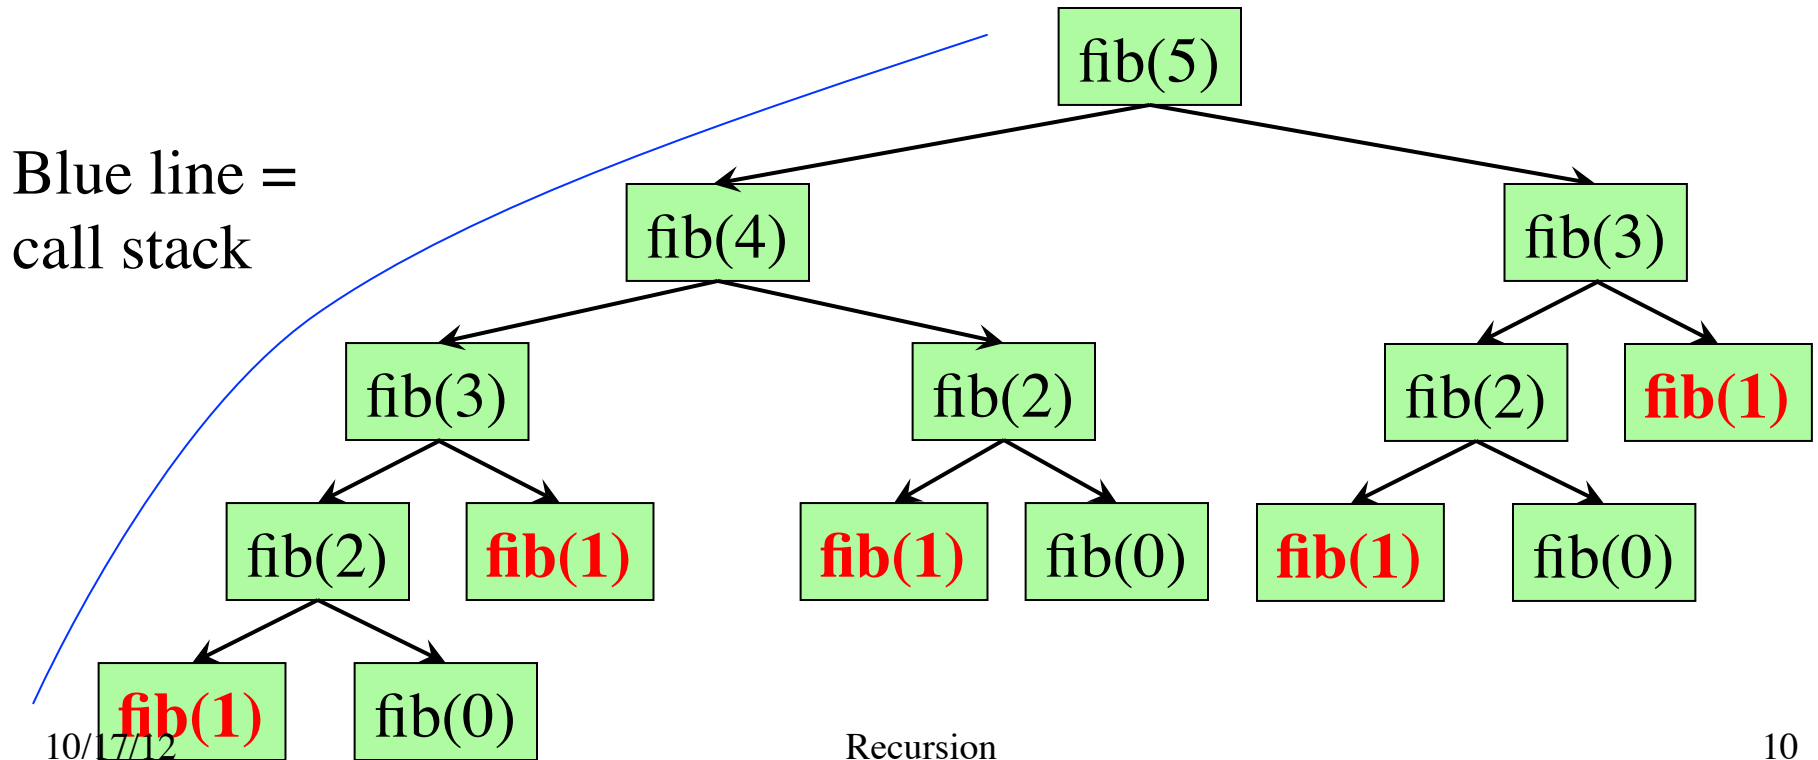 fib(5)
Blue line =
call stack
fib(4)
fib(3)
fib(3)
fib(2)
fib(2)
fib(1)
fib(2)
fib(1)
fib(1)
fib(0)
fib(1)
fib(0)
fib(1)
fib(0)
10/17/12
Recursion
10